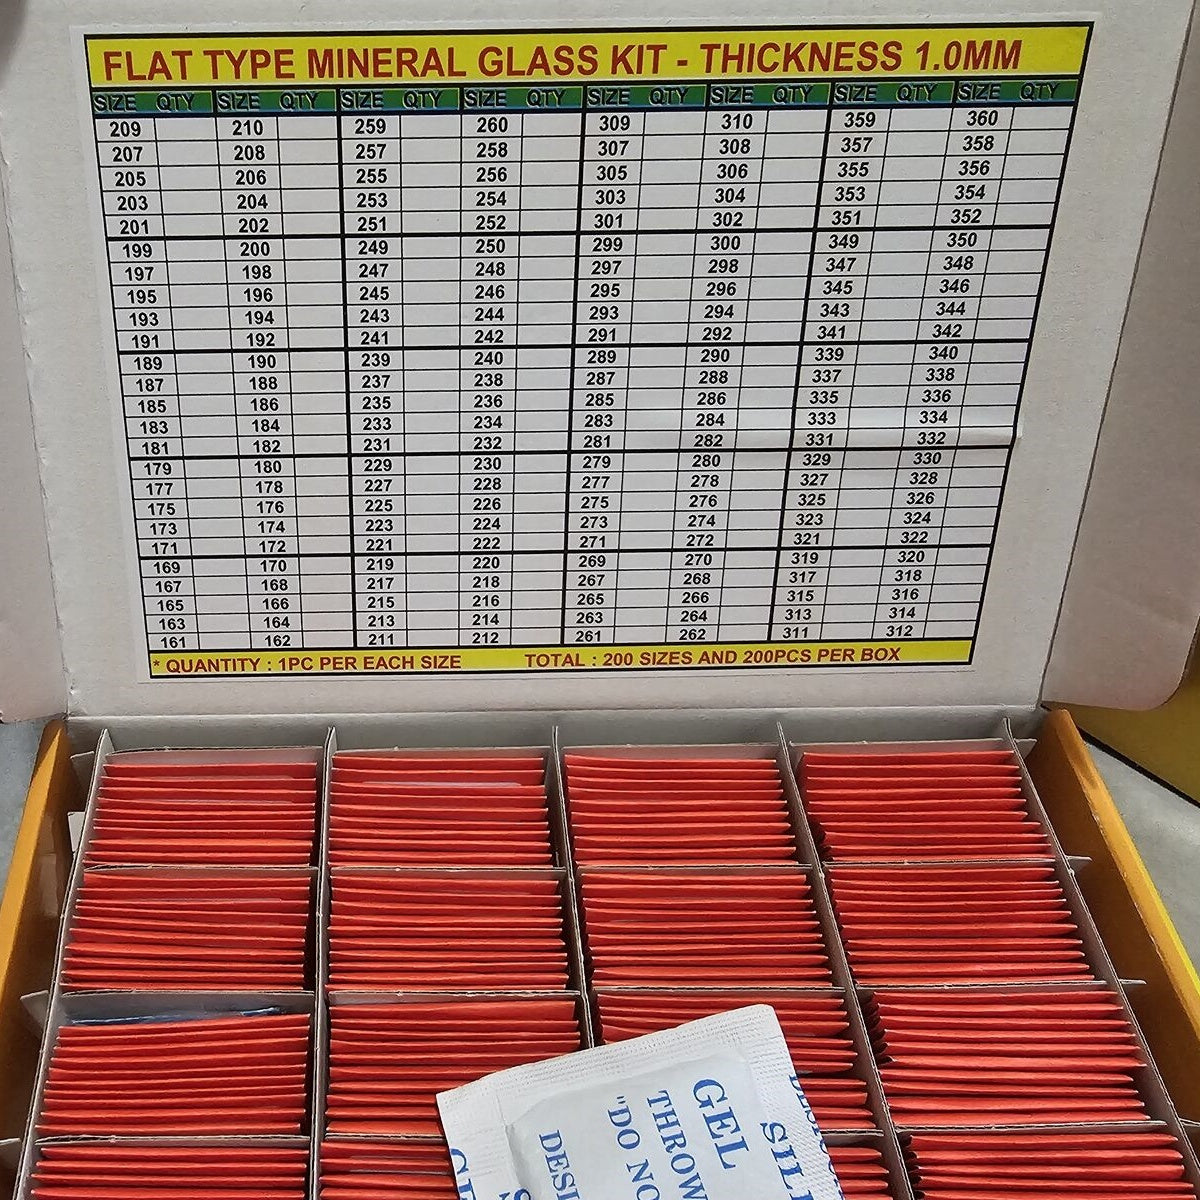 FLAT TYPE MINERAL GLASS KIT - THICKNESS 1.0MM
SIZE QTY SIZE QTY SIZE QTY SIZE QTY SIZE QTY SIZE QTY SIZE QTY SIZE QTY
209 210 259 260 309 310 359 360
207 208 257 258 307 308 357 358
205 206 255 256 305 306 355 356
203 204 253 254 303 304 353 354
201 202 251 252 301 302 351 352
199 200 249 250 299 300 349 350
197 198 247 248 297 298 347 348
195 196 245 246 295 296 345 346
193 194 243 244 293 294 343 344
191 192 241 242 291 292 341 342
189 190 239 240 289 290 339 340
187 188 237 238 287 288 337 338
185 186 235 236 285 286 335 336
183 184 233 234 283 284 333 334
181 182 231 232 281 282 331 332
179 180 229 230 279 280 329 330
177 178 227 228 277 278 327 328
175 176 225 226 275 276 325 326
173 174 223 224 273 274 323 324
171 172 221 222 271 272 321 322
169 170 219 220 269 270 319 320
167 168 217 218 267 268 317 318
165 166 215 216 265 266 315 316
163 164 213 214 263 264 313 314
161 162 211 212 261 262 311 312
* QUANTITY : 1PC PER EACH SIZE TOTAL : 200 SIZES AND 200PCS PER BOX
SILI
GEL
THROW
"DO NO
DESI